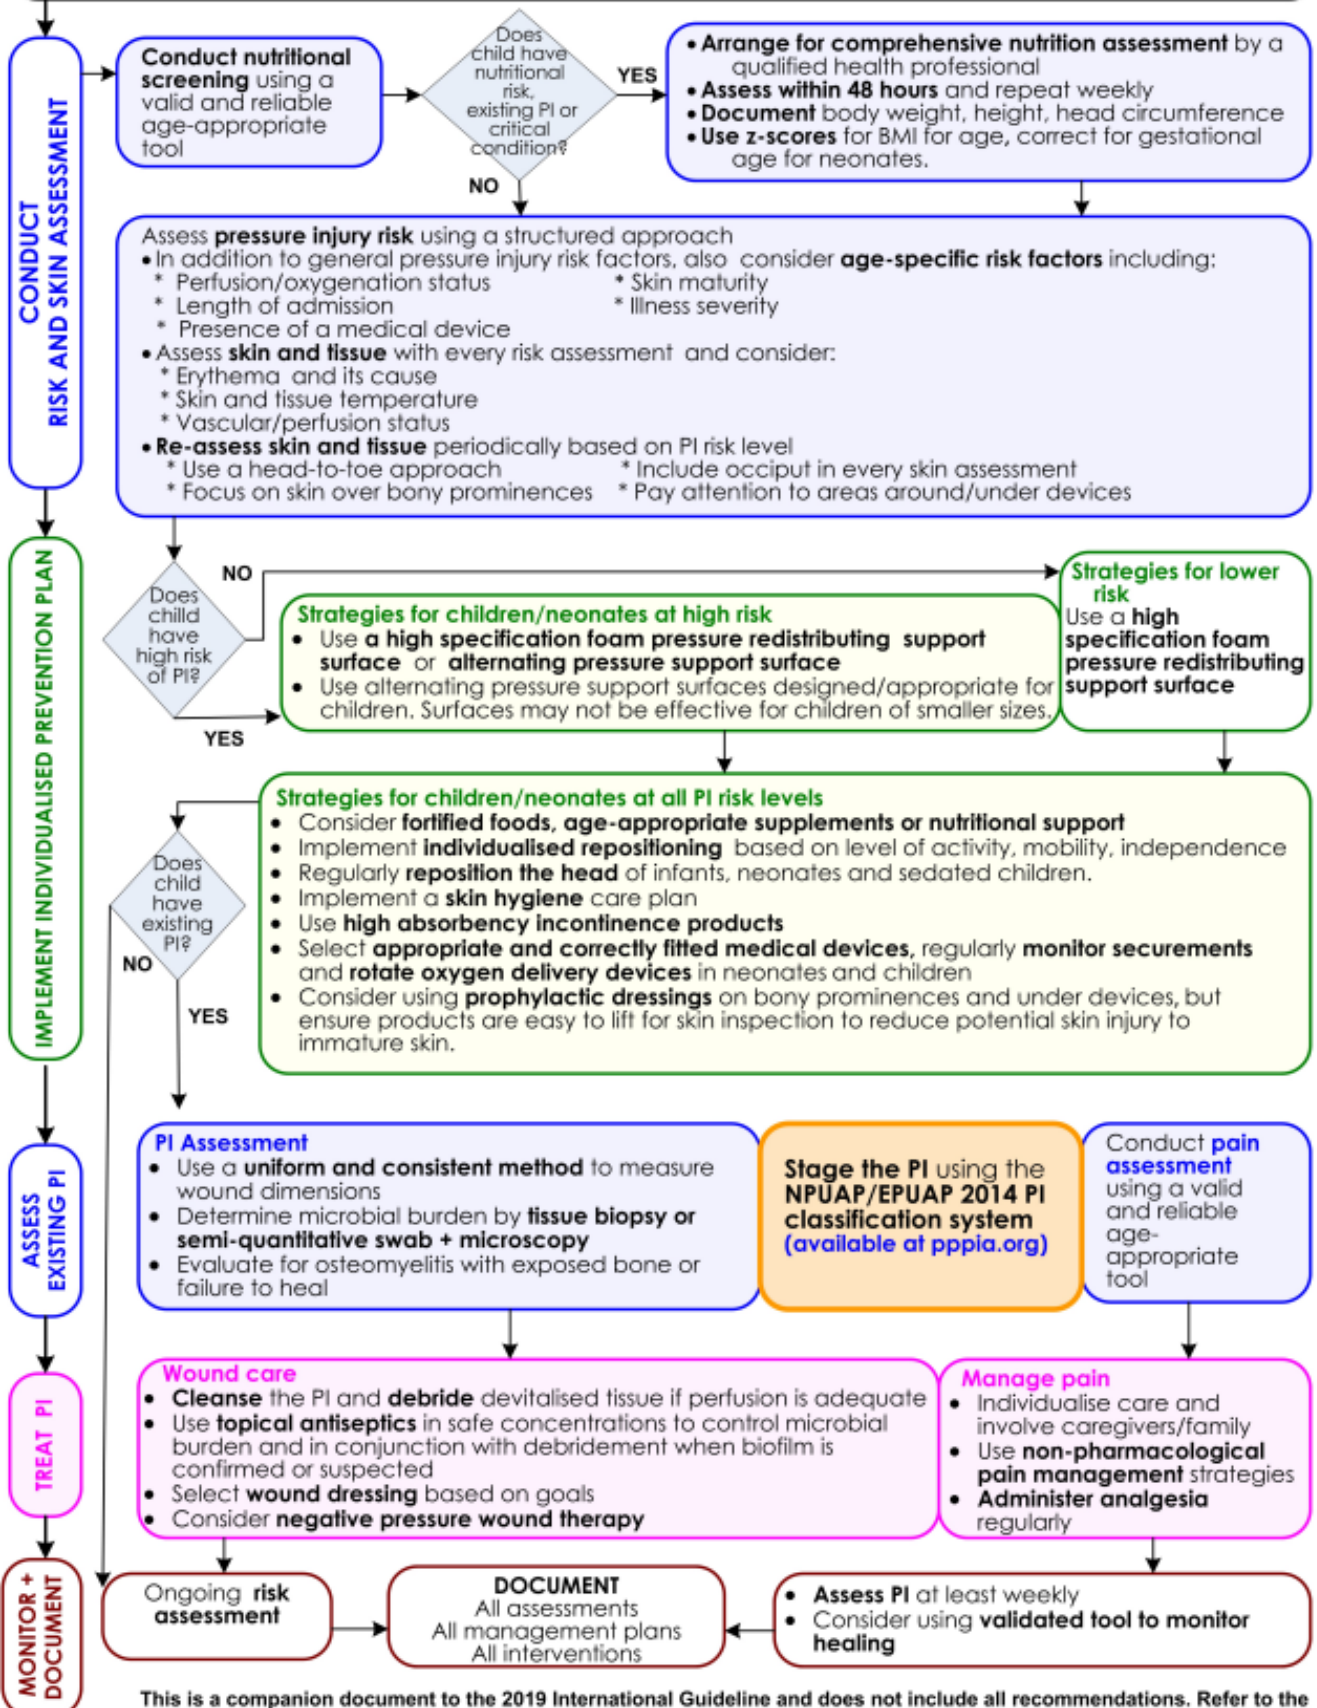 CONDUCT
RISK AND SKIN ASSESSMENT
Conduct nutritional
screening using a
valid and reliable
age-appropriate
tool
Does
child have
nutritional
risk,
existing PI or
critical
condition?
YES
NO
• Arrange for comprehensive nutrition assessment by a
qualified health professional
• Assess within 48 hours and repeat weekly
• Document body weight, height, head circumference
• Use z-scores for BMI for age, correct for gestational
age for neonates.
Assess pressure injury risk using a structured approach
• In addition to general pressure injury risk factors, also consider age-specific risk factors including:
* Perfusion/oxygenation status * Skin maturity
* Length of admission * Illness severity
* Presence of a medical device
• Assess skin and tissue with every risk assessment and consider:
* Erythema and its cause
* Skin and tissue temperature
* Vascular/perfusion status
• Re-assess skin and tissue periodically based on PI risk level
* Use a head-to-toe approach * Include occiput in every skin assessment
* Focus on skin over bony prominences * Pay attention to areas around/under devices
IMPLEMENT INDIVIDUALISED PREVENTION PLAN
Does
chilld
have
high risk
of PI?
NO
YES
Strategies for children/neonates at high risk
• Use a high specification foam pressure redistributing support
surface or alternating pressure support surface
• Use alternating pressure support surfaces designed/appropriate for
children. Surfaces may not be effective for children of smaller sizes.
Strategies for lower
risk
Use a high
specification foam
pressure redistributing
support surface
Strategies for children/neonates at all PI risk levels
• Consider fortified foods, age-appropriate supplements or nutritional support
• Implement individualised repositioning based on level of activity, mobility, independence
• Regularly reposition the head of infants, neonates and sedated children.
• Implement a skin hygiene care plan
• Use high absorbency incontinence products
• Select appropriate and correctly fitted medical devices, regularly monitor securements
and rotate oxygen delivery devices in neonates and children
• Consider using prophylactic dressings on bony prominences and under devices, but
ensure products are easy to lift for skin inspection to reduce potential skin injury to
immature skin.
Does
child
have
existing
PI?
NO
YES
ASSESS
EXISTING PI
PI Assessment
• Use a uniform and consistent method to measure
wound dimensions
• Determine microbial burden by tissue biopsy or
semi-quantitative swab + microscopy
• Evaluate for osteomyelitis with exposed bone or
failure to heal
Stage the PI using the
NPUAP/EPUAP 2014 PI
classification system
(available at pppia.org)
Conduct pain
assessment
using a valid
and reliable
age-
appropriate
tool
TREAT PI
Wound care
• Cleanse the PI and debride devitalised tissue if perfusion is adequate
• Use topical antiseptics in safe concentrations to control microbial
burden and in conjunction with debridement when biofilm is
confirmed or suspected
• Select wound dressing based on goals
• Consider negative pressure wound therapy
Manage pain
• Individualise care and
involve caregivers/family
• Use non-pharmacological
pain management strategies
• Administer analgesia
regularly
MONITOR +
DOCUMENT
Ongoing risk
assessment
DOCUMENT
All assessments
All management plans
All interventions
• Assess PI at least weekly
• Consider using validated tool to monitor
healing
This is a companion document to the 2019 International Guideline and does not include all recommendations. Refer to the